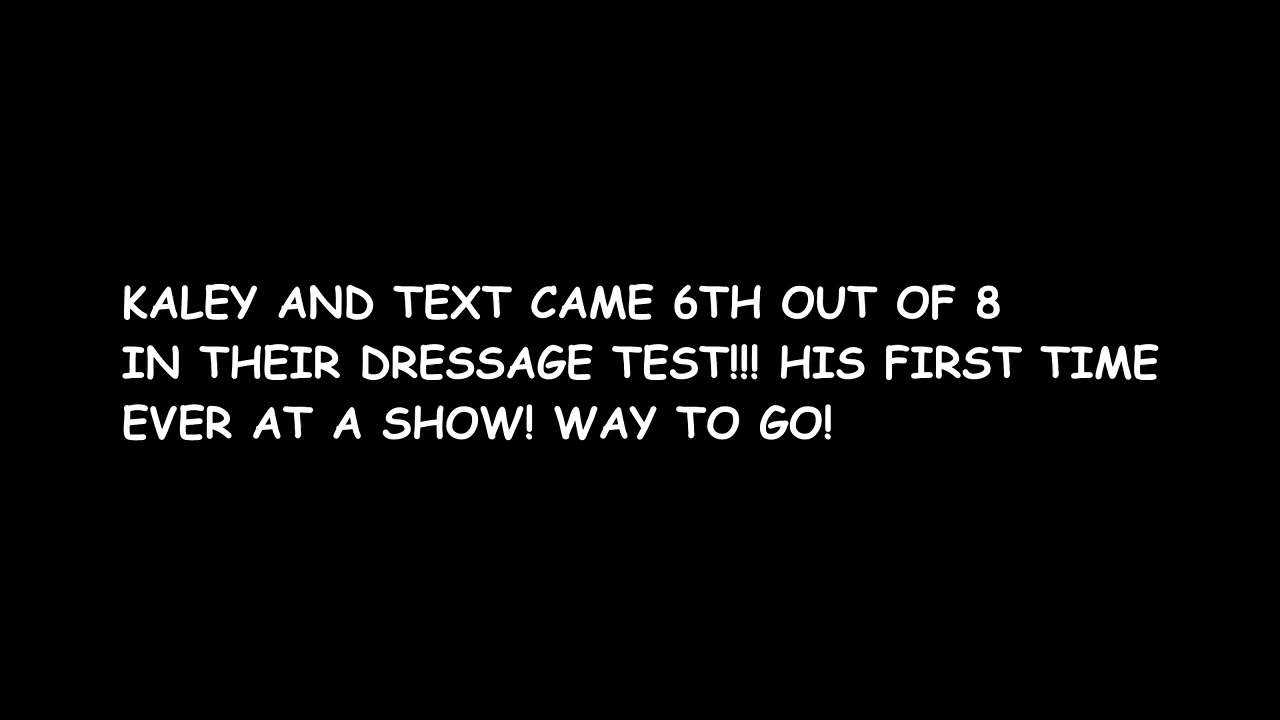 KALEY AND TEXT CAME 6TH OUT OF 8
IN THEIR DRESSAGE TEST!!! HIS FIRST TIME
EVER AT A SHOW! WAY TO GO!